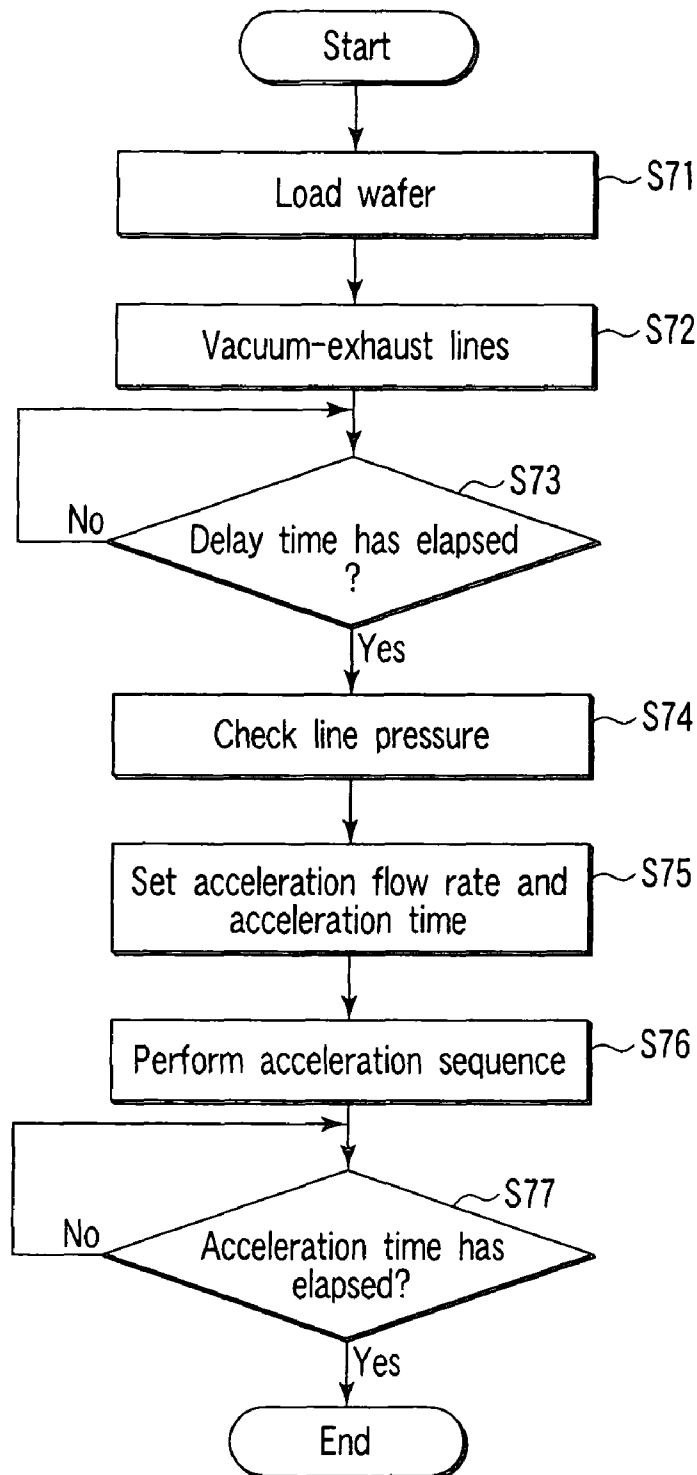 Start
Load wafer
S71
Vacuum-exhaust lines
S72
S73
Delay time has elapsed
?
No
Yes
Check line pressure
S74
Set acceleration flow rate and
acceleration time
S75
Perform acceleration sequence
S76
S77
Acceleration time has
elapsed?
No
Yes
End